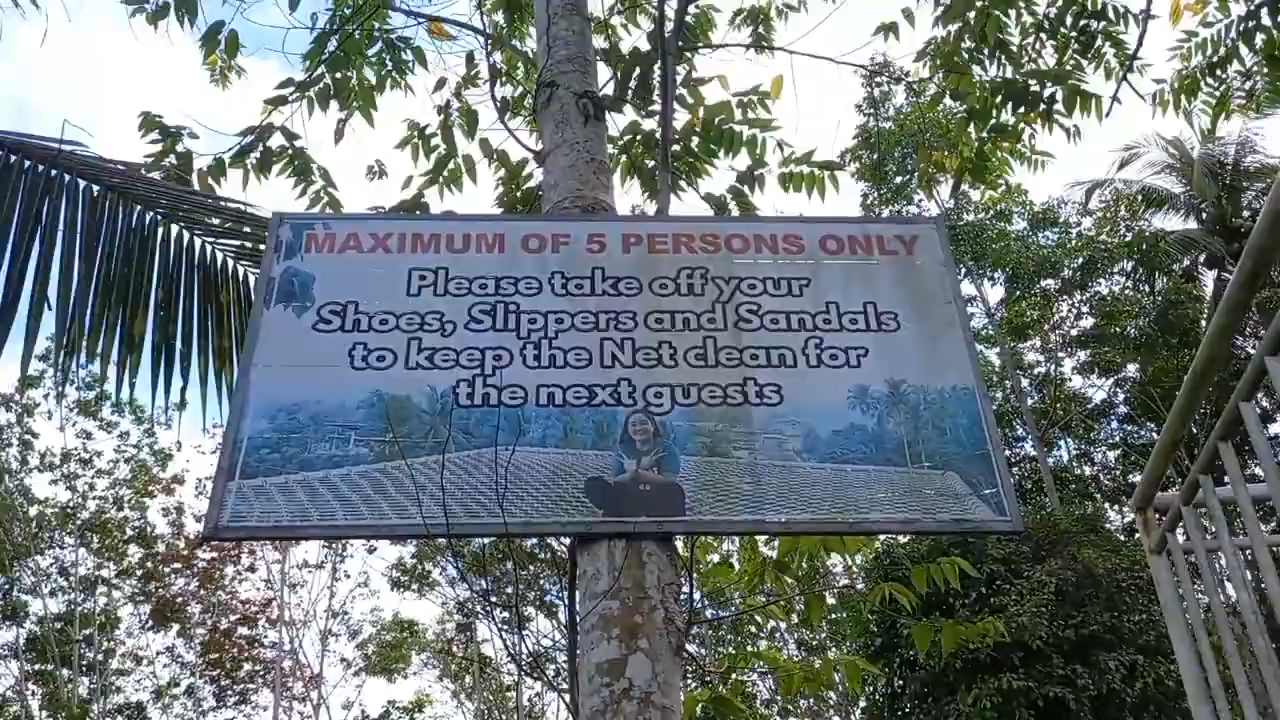 MAXIMUM OF 5 PERSONS ONLY
Please take off your
Shoes, Slippers and Sandals
to keep the Net clean for
the next guests